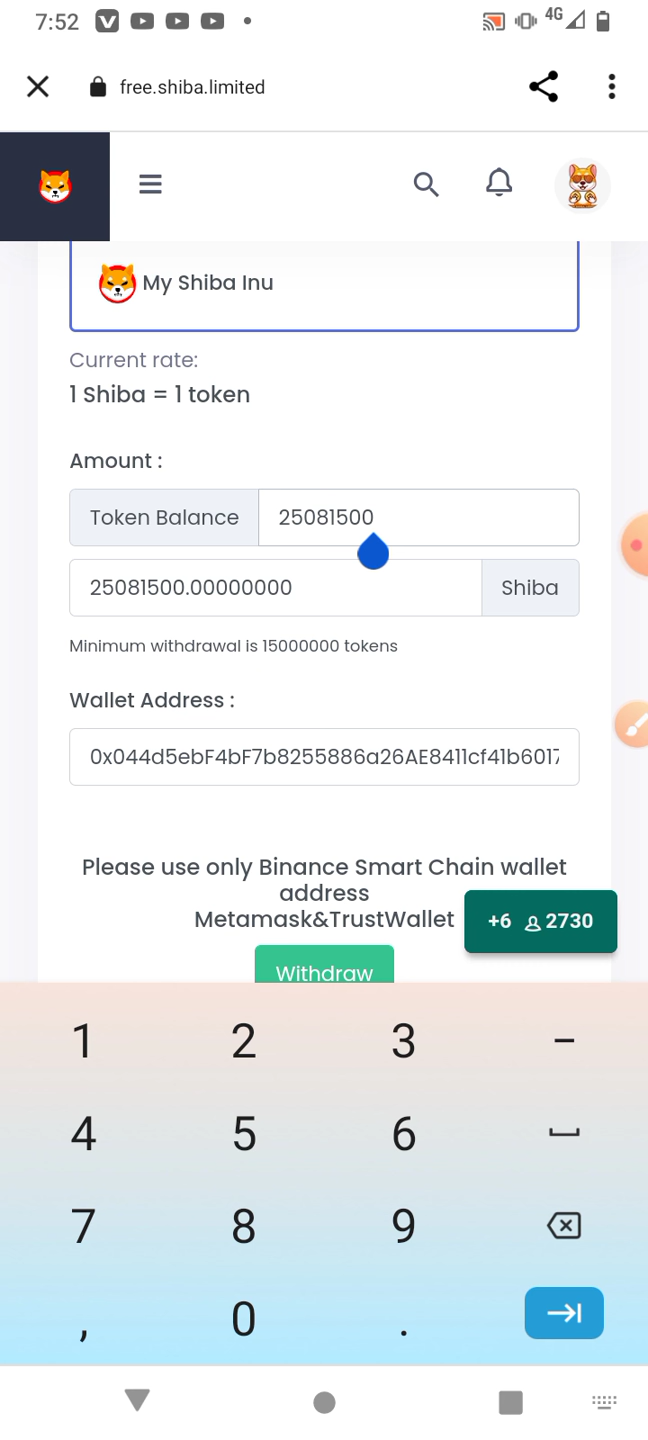 7:52
4G
free.shiba.limited
My Shiba Inu
Current rate:
1 Shiba = 1 token
Amount :
Token Balance 25081500
25081500.00000000 Shiba
Minimum withdrawal is 15000000 tokens
Wallet Address :
0x044d5ebF4bF7b8255886a26AE8411cf41b6017
Please use only Binance Smart Chain wallet
address
Metamask&TrustWallet
+6 2730
Withdraw
1 2 3 –
4 5 6
7 8 9
, 0 .